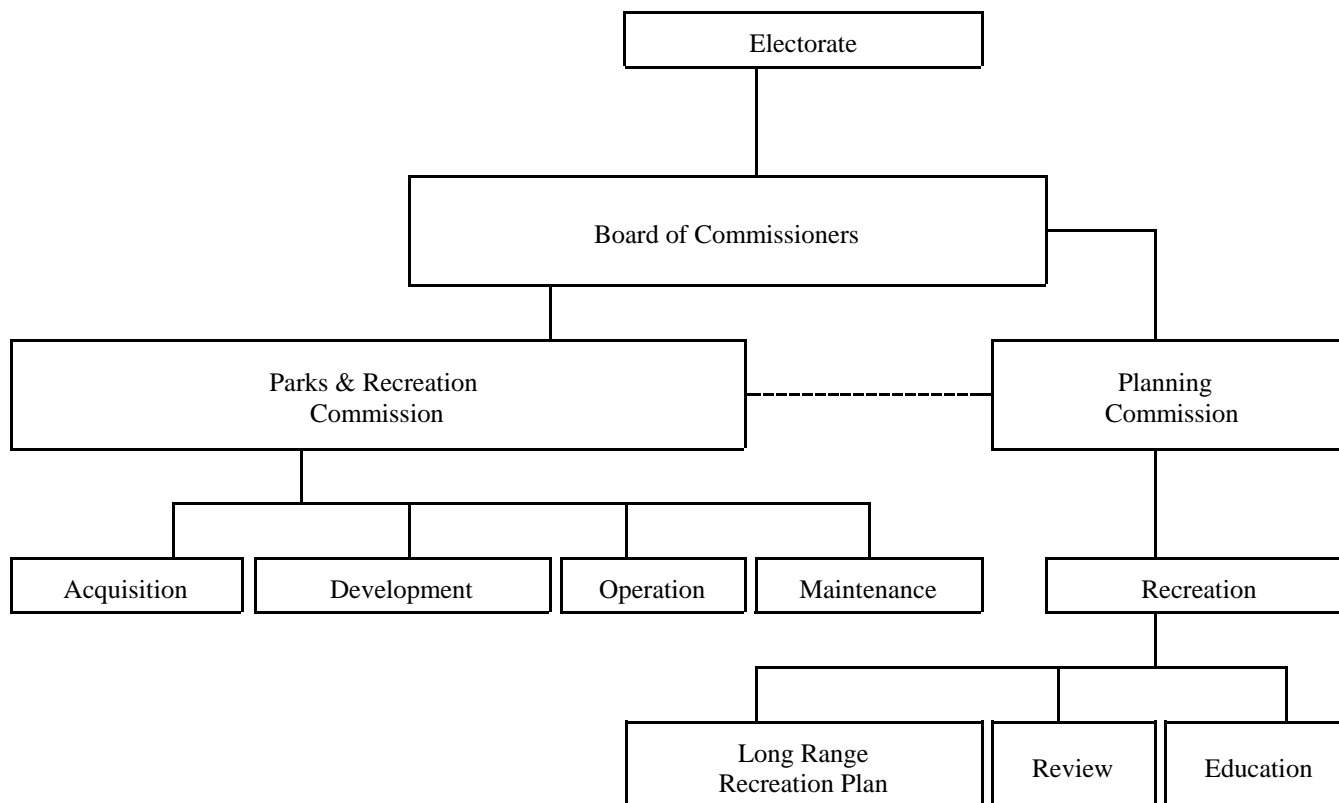 Electorate
Board of Commissioners
Parks & Recreation
Commission
Planning
Commission
Acquisition
Development
Operation
Maintenance
Recreation
Long Range
Recreation Plan
Review
Education